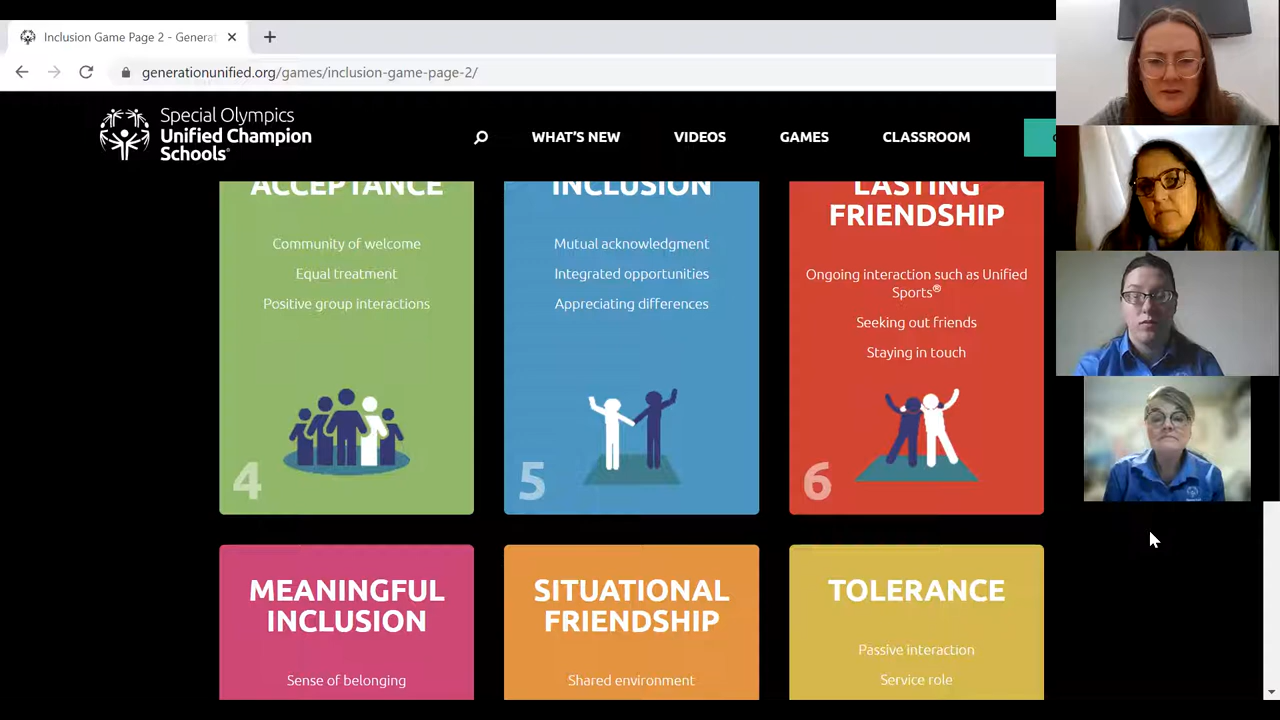 Inclusion Game Page 2 - Genera
generationunified.org/games/inclusion-game-page-2/
Special Olympics
Unified Champion
Schools®
WHAT'S NEW
VIDEOS
GAMES
CLASSROOM
ACCEPTANCE
Community of welcome
Equal treatment
Positive group interactions
4
INCLUSION
Mutual acknowledgment
Integrated opportunities
Appreciating differences
5
LASTING
FRIENDSHIP
Ongoing interaction such as Unified
Sports®
Seeking out friends
Staying in touch
6
MEANINGFUL
INCLUSION
Sense of belonging
SITUATIONAL
FRIENDSHIP
Shared environment
TOLERANCE
Passive interaction
Service role